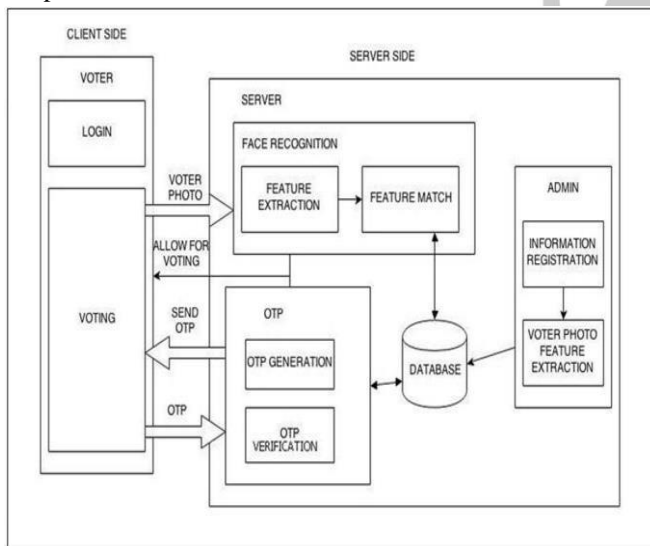 CLIENT SIDE
SERVER SIDE
VOTER
LOGIN
VOTING
VOTER
PHOTO
ALLOW FOR
VOTING
SEND
OTP
OTP
SERVER
FACE RECOGNITION
FEATURE
EXTRACTION
FEATURE MATCH
OTP
OTP GENERATION
OTP
VERIFICATION
DATABASE
ADMIN
INFORMATION
REGISTRATION
VOTER PHOTO
FEATURE
EXTRACTION